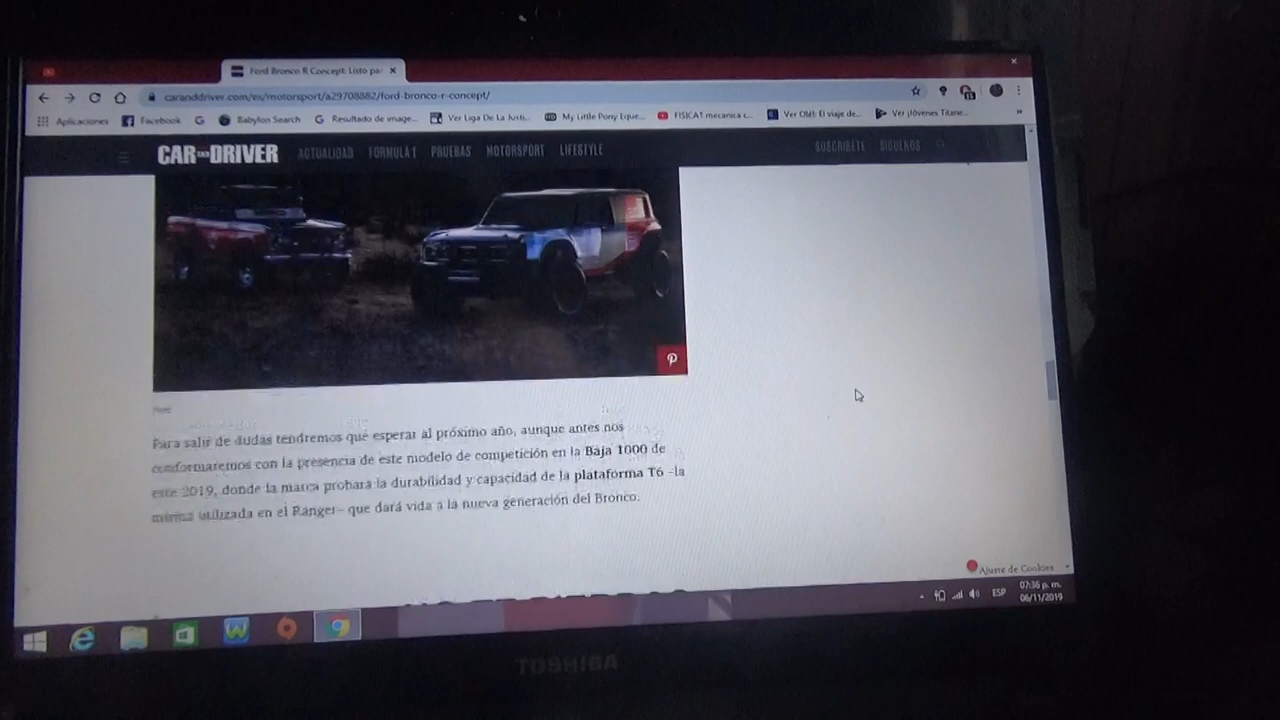 Ford Bronco R Concept: Listo pa
caranddriver.com/es/motorsport/a29708882/ford-bronco-r-concept/
Aplicaciones Facebook Babylon Search Resultado de image... Ver Liga De La Justi... My Little Pony Eque... FISICA1 mecanica c... Ver Olét: El viaje de... Ver ¡Jóvenes Titane...
CAR AND DRIVER ACTUALIDAD FORMULA 1 PRUEBAS MOTORSPORT LIFESTYLE SUSCRIBETE SIGUENOS
Para salir de dudas tendremos que esperar al próximo año, aunque antes nos
conformaremos con la presencia de este modelo de competición en la Baja 1000 de
este 2019, donde la marca probará la durabilidad y capacidad de la plataforma T6 –la
misma utilizada en el Ranger– que dará vida a la nueva generación del Bronco.
Ajuste de Cookies
ESP
07:36 p. m.
06/11/2019
TOSHIBA